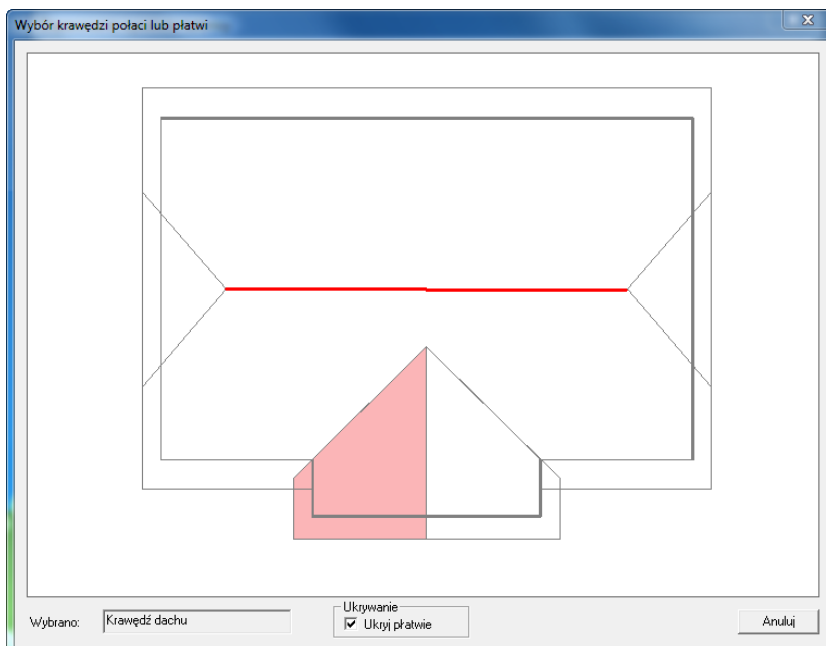 Wybór krawędzi połaci lub płatwi
Wybrano:
Krawędź dachu
Ukrywanie
Ukryj płatwie
Anuluj